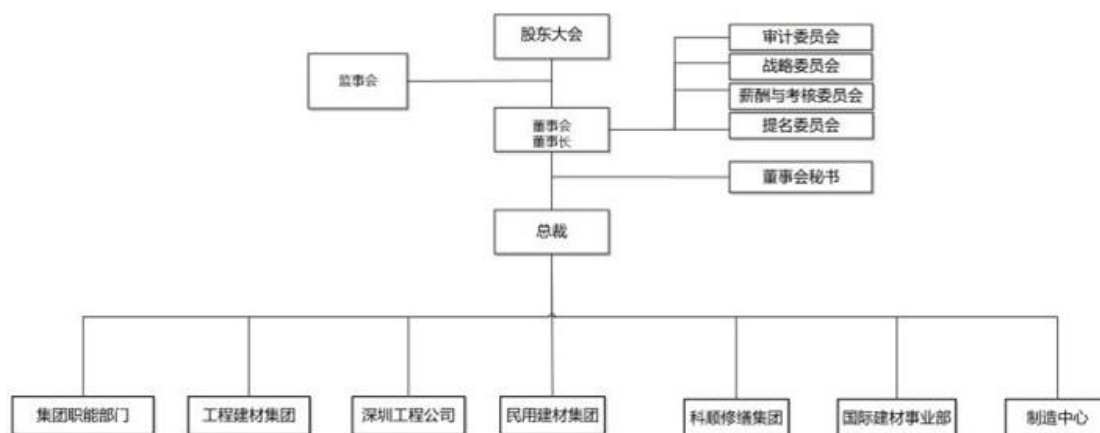 股东大会
审计委员会
监事会
战略委员会
薪酬与考核委员会
董事会
董事长
提名委员会
董事会秘书
总裁
集团职能部门
工程建材集团
深圳工程公司
民用建材集团
科顺修缮集团
国际建材事业部
制造中心